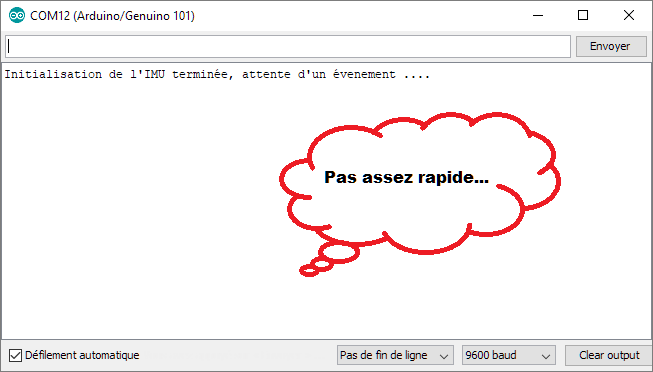 COM12 (Arduino/Genuino 101)
Envoyer
Initialisation de l'IMU terminée, attente d'un évenement ....
Pas assez rapide...
Défilement automatique
Pas de fin de ligne
9600 baud
Clear output